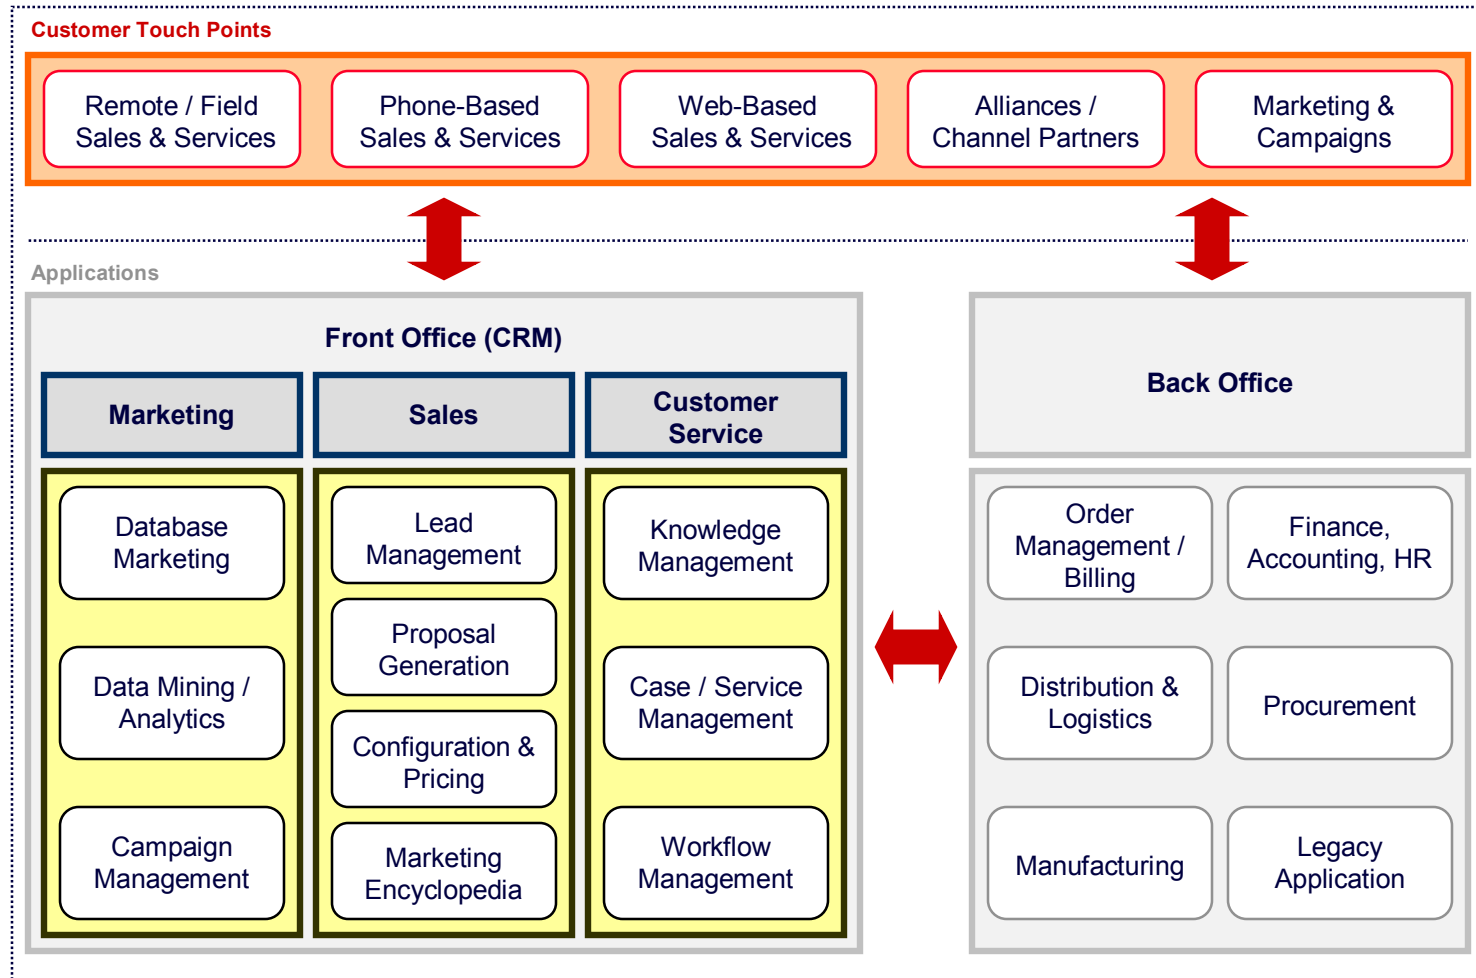 Customer Touch Points
Remote / Field
Sales & Services
Phone-Based
Sales & Services
Web-Based
Sales & Services
Alliances /
Channel Partners
Marketing &
Campaigns
Applications
Front Office (CRM)
Marketing
Sales
Customer
Service
Database
Marketing
Data Mining /
Analytics
Campaign
Management
Lead
Management
Proposal
Generation
Configuration &
Pricing
Marketing
Encyclopedia
Knowledge
Management
Case / Service
Management
Workflow
Management
Back Office
Order
Management /
Billing
Finance,
Accounting, HR
Distribution &
Logistics
Procurement
Manufacturing
Legacy
Application